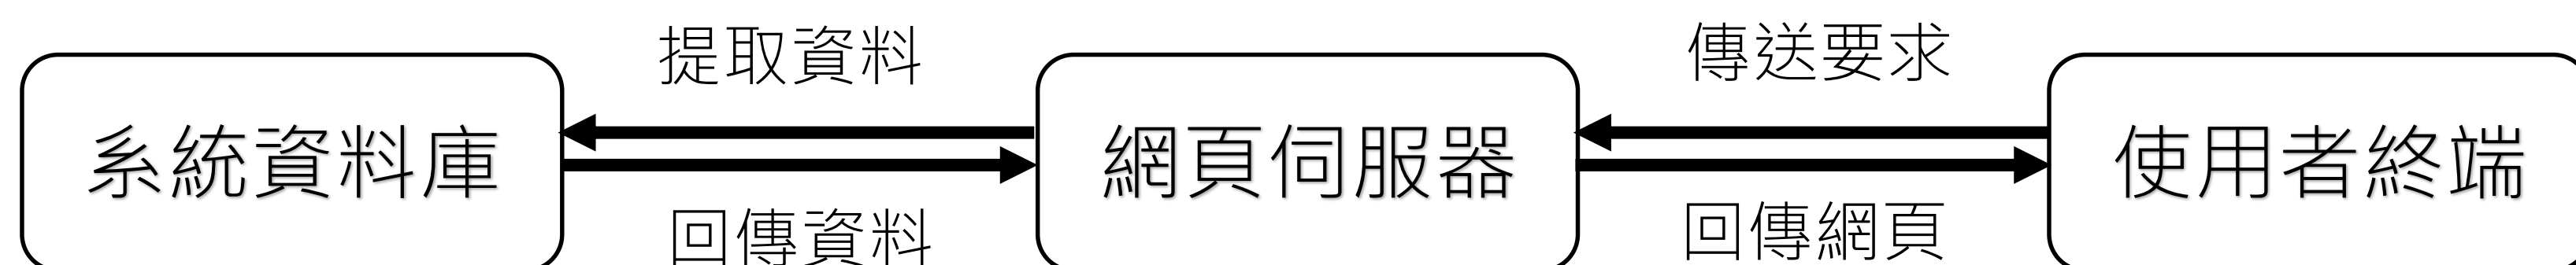 提取資料
傳送要求
系統資料庫
網頁伺服器
使用者終端
回傳資料
回傳網頁